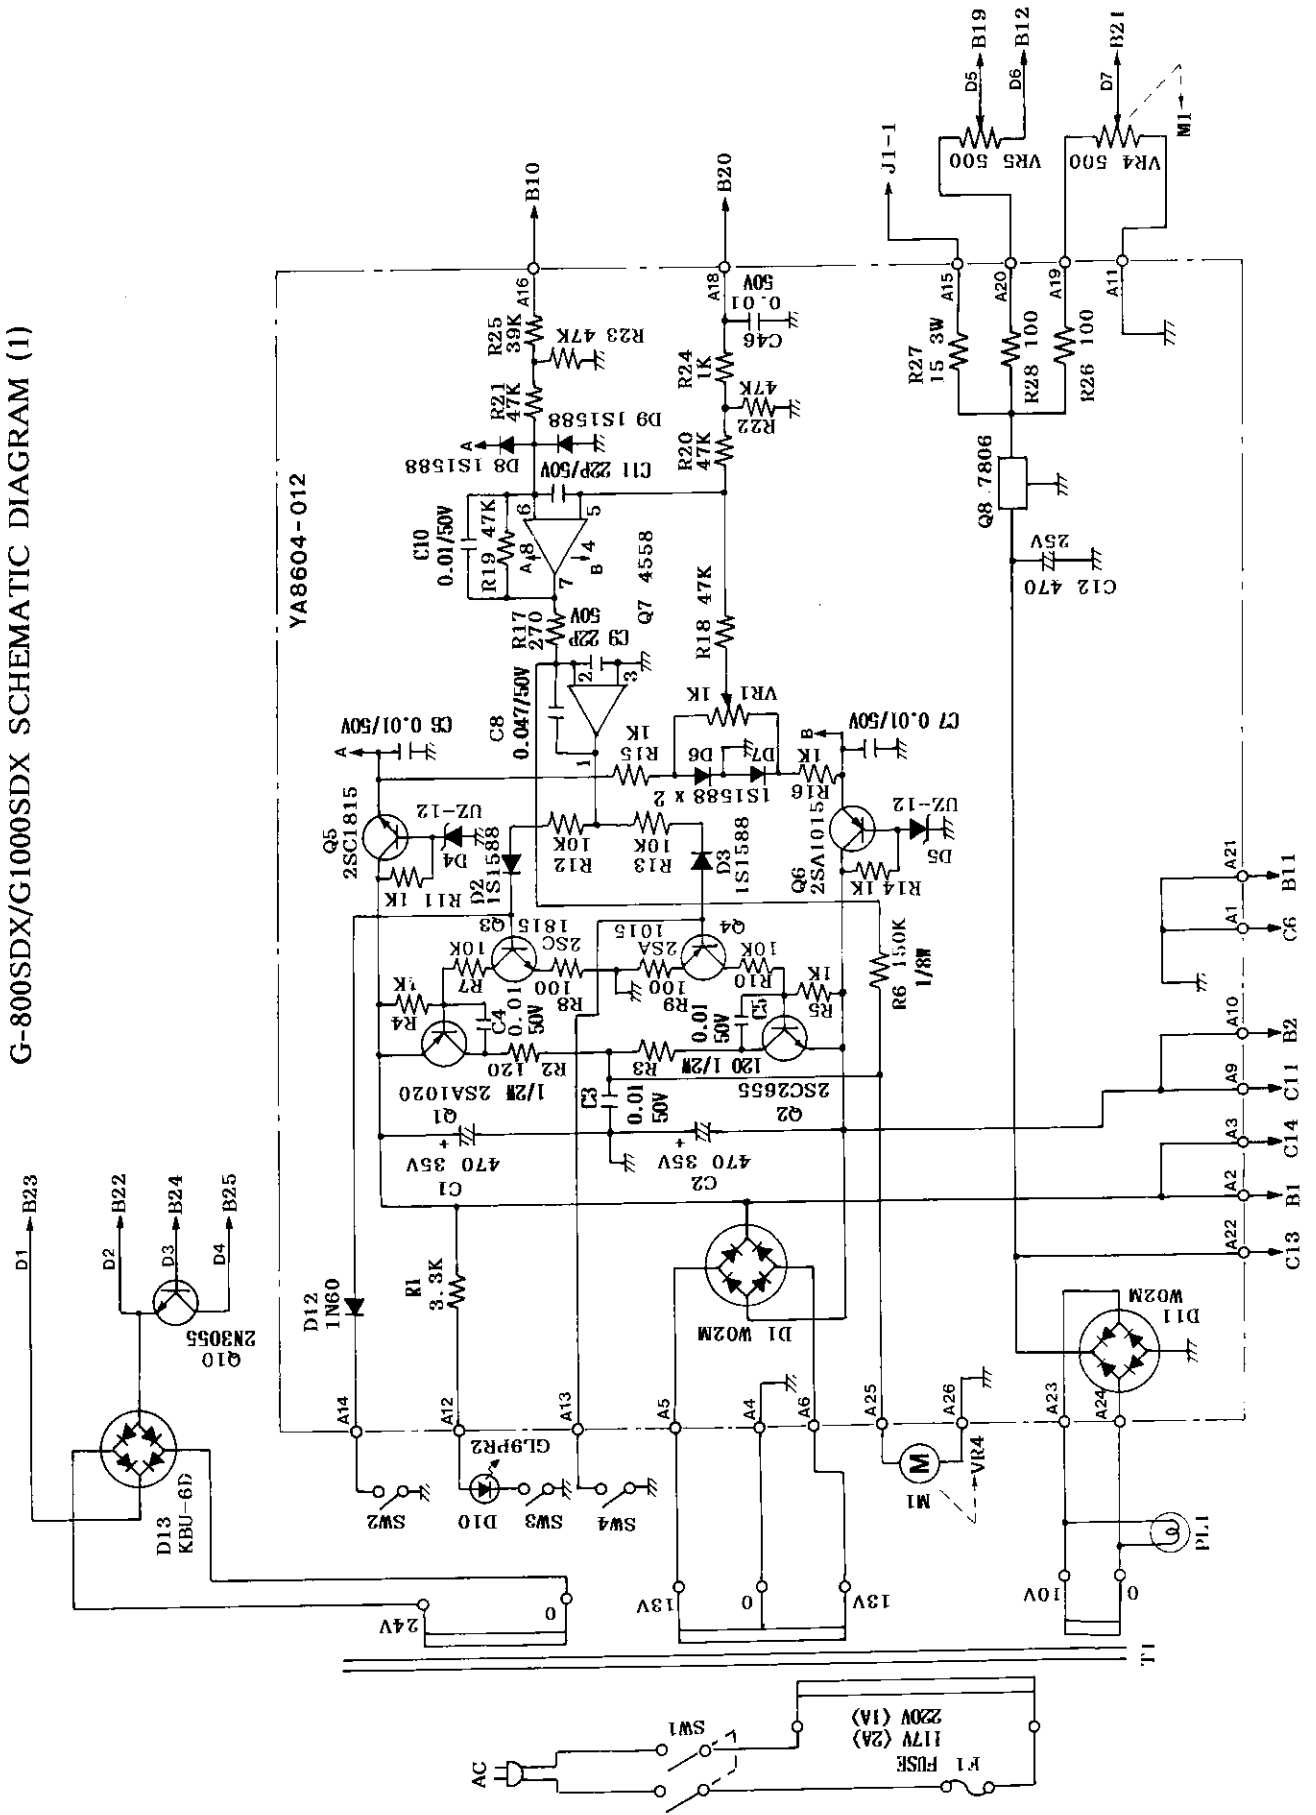 G-800SDX/G1000SDX SCHEMATIC DIAGRAM (1)
YA8604-012
B19
D5
B12
D6
B21
D7
VR5 500
VR4 500
M1
J1-1
B10
B20
A16
A18
A15
A20
A19
A11
R25
39K
R23 47K
R21
47K
D9 1S1588
A
D8 1S1588
C11 22P/50V
C10
0.01/50V
R19 47K
6
5
A 8
4
B
7
Q7 4558
R24
1K
C46
0.01
50V
47K
R22
R20
47K
R27
15 3W
R28 100
R26 100
Q8 7806
C12 470
25V
R17
270
C9 22P
50V
2
3
1
C8
0.047/50V
R18 47K
VR1
1K
A
C6 0.01/50V
Q5
2SC1815
UZ-12
D4
R11
1K
R15
1K
D6
D7
1S1588 x 2
R16
1K
B
C7 0.01/50V
Q6
2SA1015
UZ-12
D5
R14 1K
D2
1S1588
R12
10K
R13
10K
D3
1S1588
Q3
2SC
1815
R7
10K
R8
100
R9
100
Q4
2SA
1015
R10
10K
R4
1K
R5
1K
C4
0.01
50V
C5
0.01
50V
R6 150K
1/8W
Q1
2SA1020
R2
120
1/2W
R3
120 1/2W
Q2
2SC2655
C3
0.01
50V
C1
470 35V
+
C2
470 35V
+
A21
B11
A1
C6
A10
B2
A9
C11
A3
C14
A2
B1
A22
C13
B23
D1
B22
D2
B24
D3
B25
D4
Q10
2N3055
D13
KBU-6D
D12
1N60
R1
3.3K
D1 W02M
D11
W02M
A14
A12
A13
A5
A4
A6
A25
A26
A23
A24
SW2
GL9PR2
D10
SW3
SW4
M
M1
VR4
PL1
24V
0
13V
0
13V
10V
0
T1
AC
SW1
F1
FUSE
117V (2A)
220V (1A)